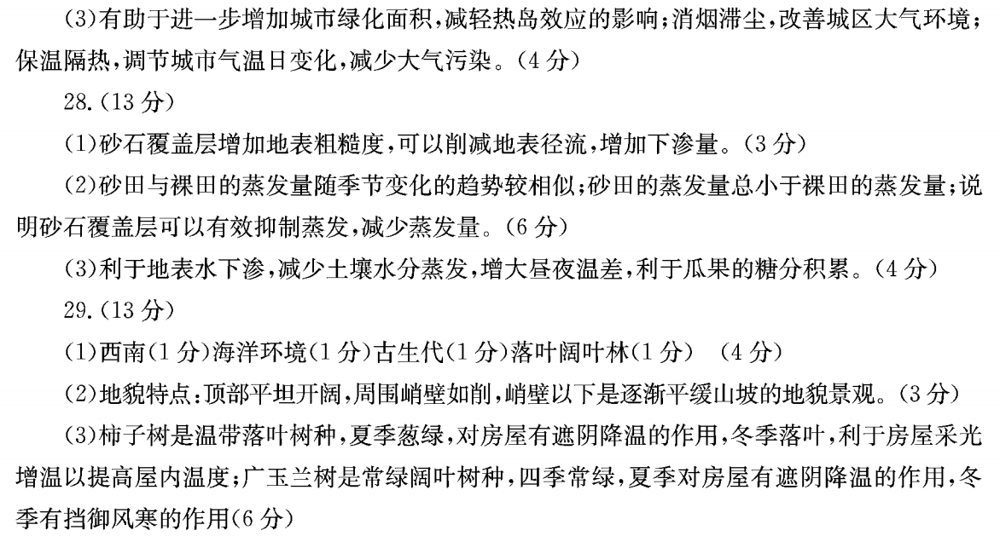 (3)有助于进一步增加城市绿化面积,减轻热岛效应的影响;消烟滞尘,改善城区大气环境;
保温隔热,调节城市气温日变化,减少大气污染。(4分)
28.(13分)
(1)砂石覆盖层增加地表粗糙度,可以削减地表径流,增加下渗量。(3分)
(2)砂田与裸田的蒸发量随季节变化的趋势较相似;砂田的蒸发量总小于裸田的蒸发量;说
明砂石覆盖层可以有效抑制蒸发,减少蒸发量。(6分)
(3)利于地表水下渗,减少土壤水分蒸发,增大昼夜温差,利于瓜果的糖分积累。(4分)
29.(13分)
(1)西南(1分)海洋环境(1分)古生代(1分)落叶阔叶林(1分) (4分)
(2)地貌特点:顶部平坦开阔,周围峭壁如削,峭壁以下是逐渐平缓山坡的地貌景观。(3分)
(3)柿子树是温带落叶树种,夏季葱绿,对房屋有遮阴降温的作用,冬季落叶,利于房屋采光
增温以提高屋内温度;广玉兰树是常绿阔叶树种,四季常绿,夏季对房屋有遮阴降温的作用,冬
季有挡御风寒的作用(6分)